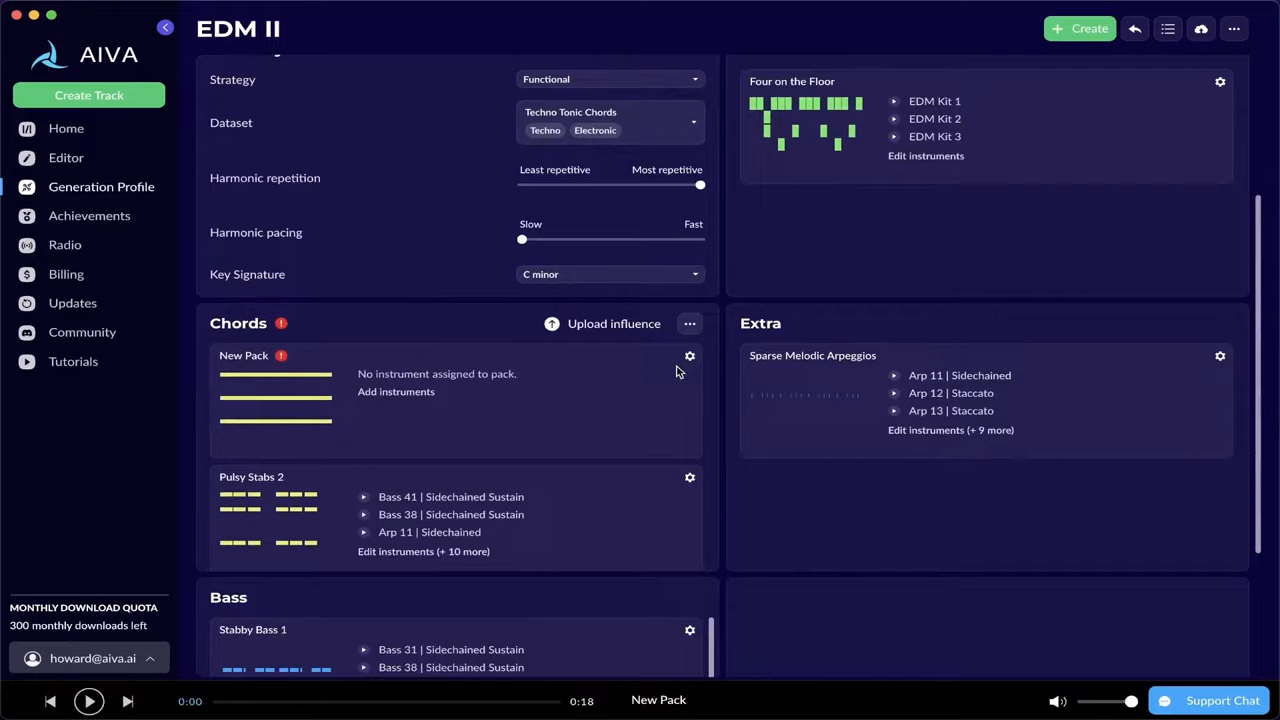 EDM II
Create
AIVA
Create Track
Home
Editor
Generation Profile
Achievements
Radio
Billing
Updates
Community
Tutorials
MONTHLY DOWNLOAD QUOTA
300 monthly downloads left
howard@aiva.ai
Strategy
Functional
Dataset
Techno Tonic Chords
Techno Electronic
Harmonic repetition
Least repetitive Most repetitive
Harmonic pacing
Slow Fast
Key Signature
C minor
Four on the Floor
EDM Kit 1
EDM Kit 2
EDM Kit 3
Edit instruments
Chords !
Upload influence
New Pack !
No instrument assigned to pack.
Add instruments
Pulsy Stabs 2
Bass 41 | Sidechained Sustain
Bass 38 | Sidechained Sustain
Arp 11 | Sidechained
Edit instruments (+ 10 more)
Extra
Sparse Melodic Arpeggios
Arp 11 | Sidechained
Arp 12 | Staccato
Arp 13 | Staccato
Edit instruments (+ 9 more)
Bass
Stabby Bass 1
Bass 31 | Sidechained Sustain
Bass 38 | Sidechained Sustain
0:00
0:18
New Pack
Support Chat